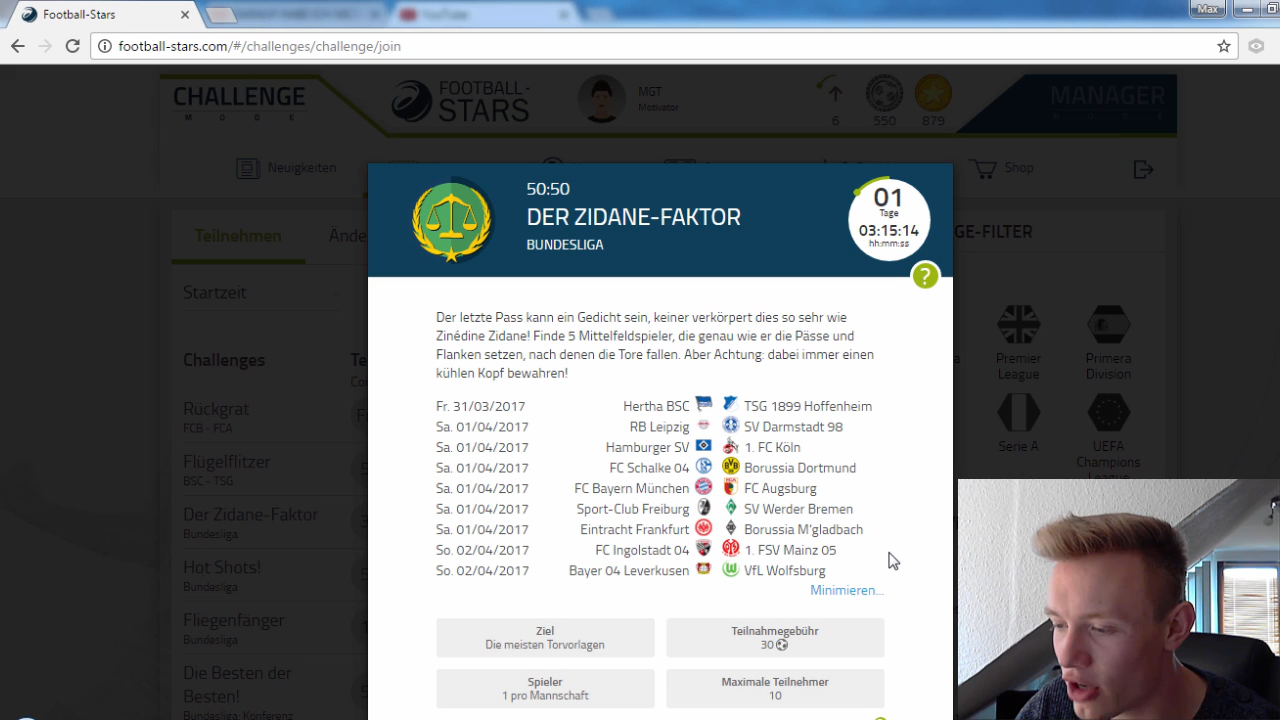 Football-Stars
YouTube
Max
football-stars.com/#/challenges/challenge/join
CHALLENGE
MODE
FOOTBALL-
STARS
MGT
Motivator
6
550
879
MANAGER
MODE
Neuigkeiten
Shop
Teilnehmen
Ände
GE-FILTER
Startzeit
Challenges
Rückgrat
FCB - FCA
Flügelflitzer
BSC - TSG
Der Zidane-Faktor
Bundesliga
Hot Shots!
Bundesliga
Fliegenfänger
Bundesliga
Die Besten der
Besten!
Bundesliga: Konferenz
Premier
League
Primera
Division
Serie A
UEFA
Champions
League
50:50
DER ZIDANE-FAKTOR
BUNDESLIGA
01
Tage
03:15:14
hh:mm:ss
?
Der letzte Pass kann ein Gedicht sein, keiner verkörpert dies so sehr wie
Zinédine Zidane! Finde 5 Mittelfeldspieler, die genau wie er die Pässe und
Flanken setzen, nach denen die Tore fallen. Aber Achtung: dabei immer einen
kühlen Kopf bewahren!
Fr. 31/03/2017 Hertha BSC TSG 1899 Hoffenheim
Sa. 01/04/2017 RB Leipzig SV Darmstadt 98
Sa. 01/04/2017 Hamburger SV 1. FC Köln
Sa. 01/04/2017 FC Schalke 04 Borussia Dortmund
Sa. 01/04/2017 FC Bayern München FC Augsburg
Sa. 01/04/2017 Sport-Club Freiburg SV Werder Bremen
Sa. 01/04/2017 Eintracht Frankfurt Borussia M'gladbach
So. 02/04/2017 FC Ingolstadt 04 1. FSV Mainz 05
So. 02/04/2017 Bayer 04 Leverkusen VfL Wolfsburg
Minimieren...
Ziel
Die meisten Torvorlagen
Teilnahmegebühr
30
Spieler
1 pro Mannschaft
Maximale Teilnehmer
10